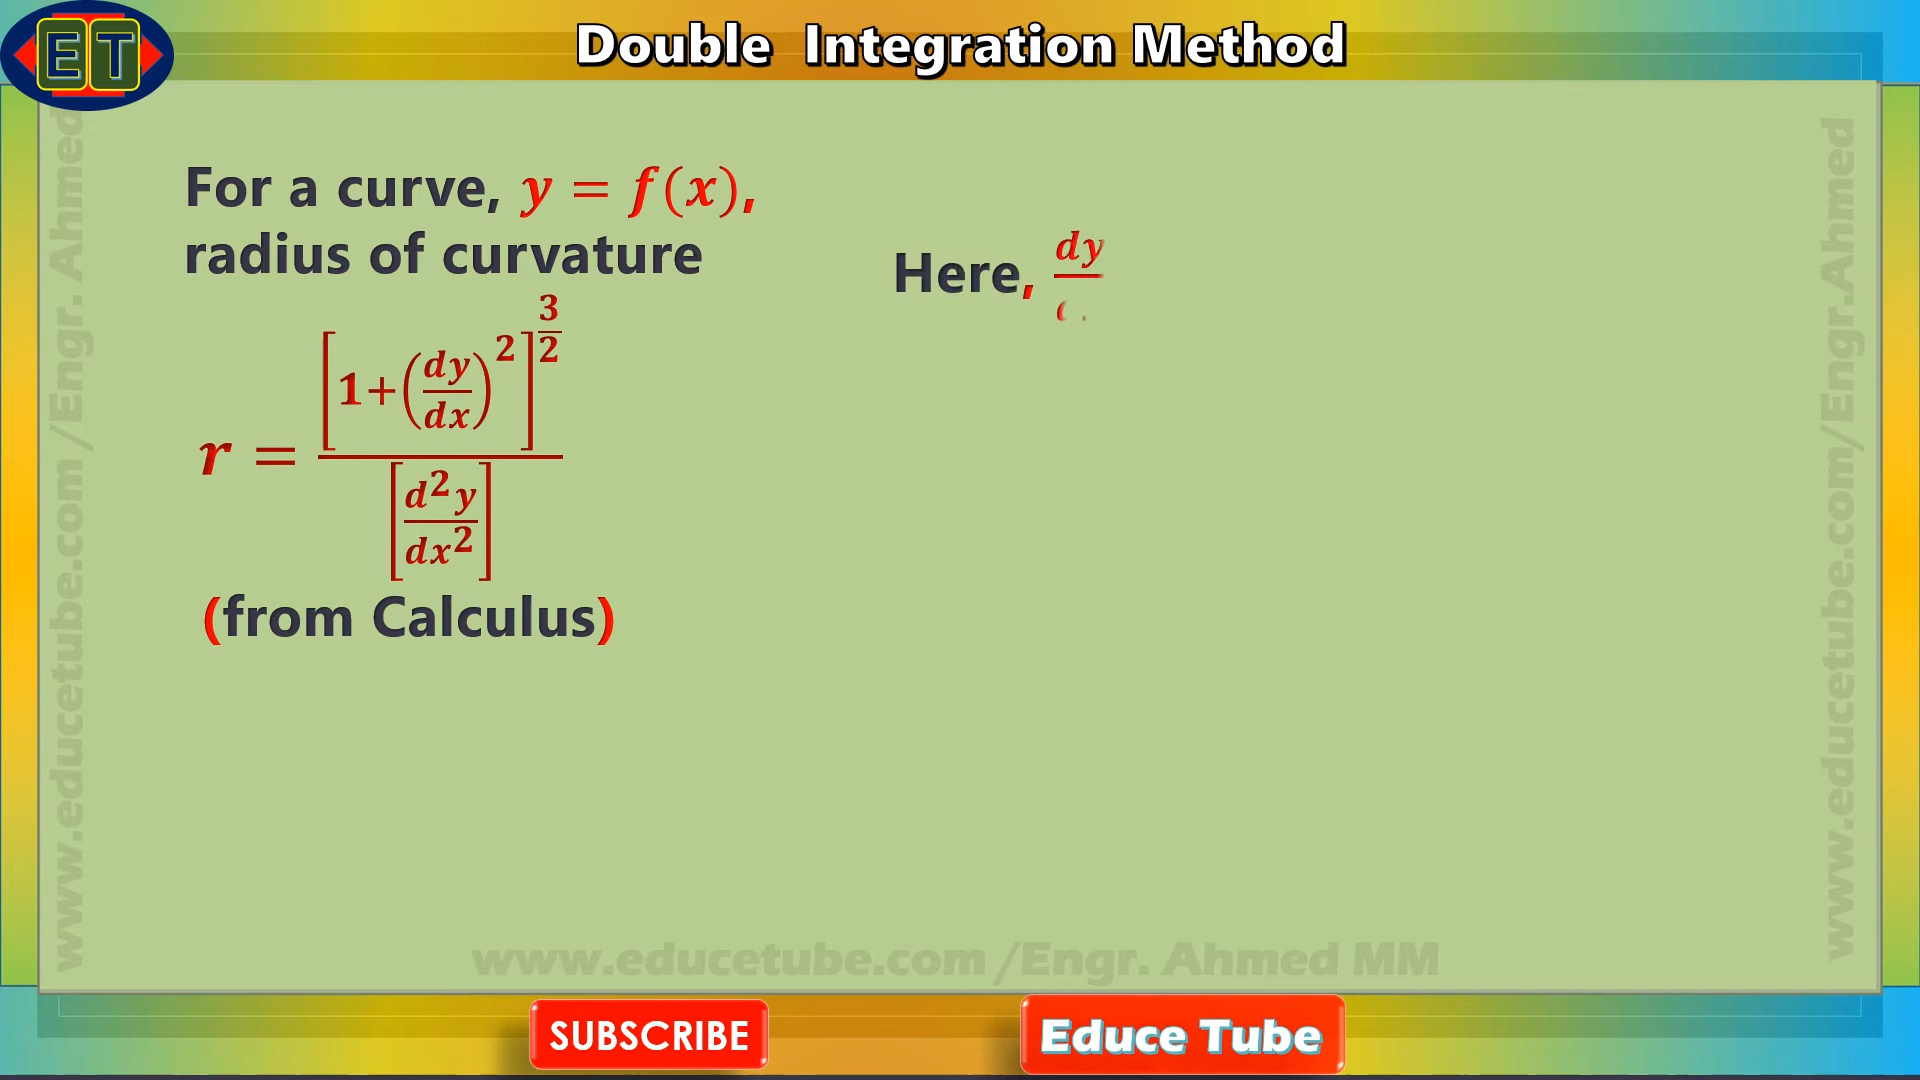 ET
Double Integration Method
For a curve, y = f(x),
radius of curvature
r = [1+(dy/dx)^2]^(3/2) / [d^2y/dx^2]
(from Calculus)
Here, dy
www.educetube.com /Engr. Ahmed
www.educetube.com/Engr.Ahmed
www.educetube.com /Engr. Ahmed MM
SUBSCRIBE
Educe Tube